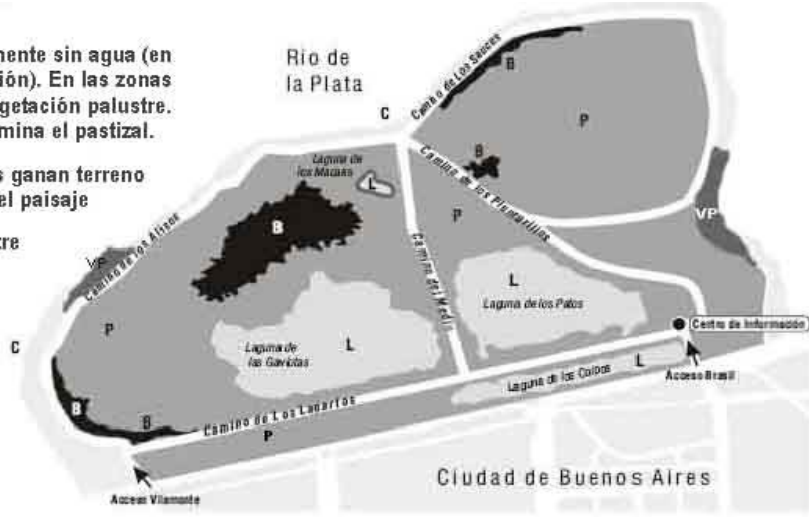 mente sin agua (en
ción). En las zonas
getación palustre.
mina el pastizal.
s ganan terreno
el paisaje
tre
Río de
la Plata
C
Camino de Los Sauces
B
P
B
Laguna de
los Macaes
L
Camino de los Plumerillos
VP
B
P
Camino del Medio
VP
Camino de los Alisos
L
Laguna de los Patos
P
C
Laguna de
las Gaviotas
L
Centro de Información
Laguna de los Coipos
L
Acceso Brasil
B
B
Camino de Los Lagartos
P
Ciudad de Buenos Aires
Acceso Viamonte